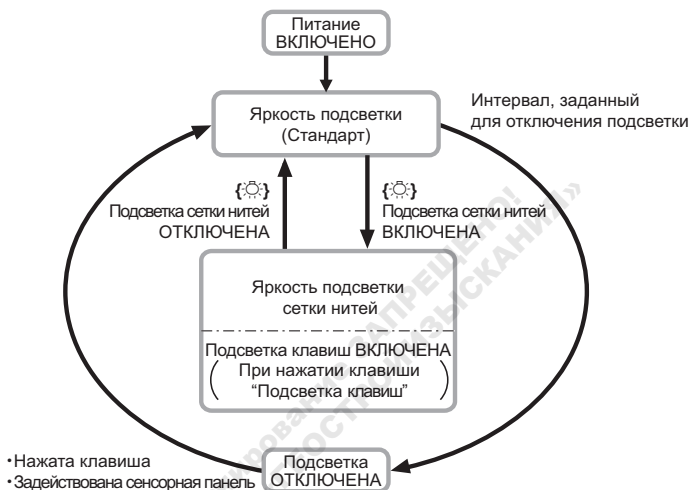 Питание
ВКЛЮЧЕНО
Яркость подсветки
(Стандарт)
Интервал, заданный
для отключения подсветки
{☼}
Подсветка сетки нитей
ОТКЛЮЧЕНА
{☼}
Подсветка сетки нитей
ВКЛЮЧЕНА
Яркость подсветки
сетки нитей
Подсветка клавиш ВКЛЮЧЕНА
(При нажатии клавиши
“Подсветка клавиш”)
•Нажата клавиша
•Задействована сенсорная панель
Подсветка
ОТКЛЮЧЕНА
ЗАПРЕЩЕНО!